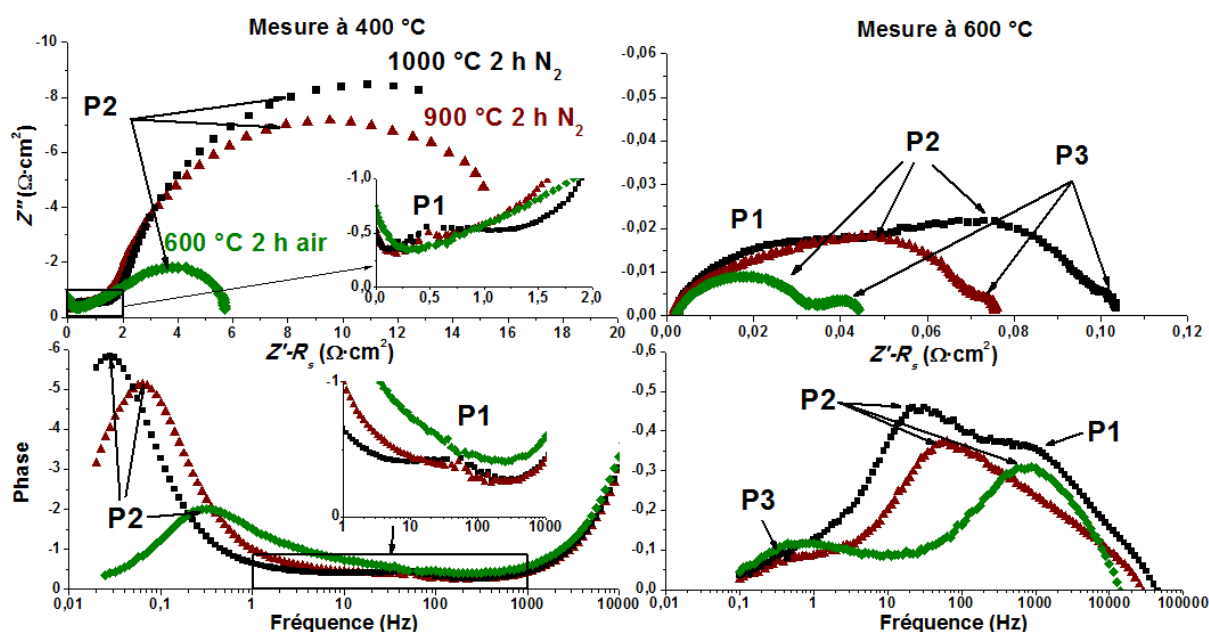 Mesure à 400 °C
Mesure à 600 °C
Z'' (Ω·cm²)
-10
-8
-6
-4
-2
0
1000 °C 2 h N₂
900 °C 2 h N₂
600 °C 2 h air
P2
P1
-1,0
-0,5
0,0
0,0 0,5 1,0 1,5 2,0
0 2 4 6 8 10 12 14 16 18 20
Z'-Rₛ (Ω·cm²)
-0,06
-0,05
-0,04
-0,03
-0,02
-0,01
0,00
P1
P2
P3
0,00 0,02 0,04 0,06 0,08 0,10 0,12
Z'-Rₛ (Ω·cm²)
Phase
-6
-5
-4
-3
-2
-1
0
P2
P1
-1
0
1 10 100 1000
0,01 0,1 1 10 100 1000 10000
Fréquence (Hz)
-0,6
-0,5
-0,4
-0,3
-0,2
-0,1
0,0
P2
P1
P3
0,01 0,1 1 10 100 10000 100000
Fréquence (Hz)